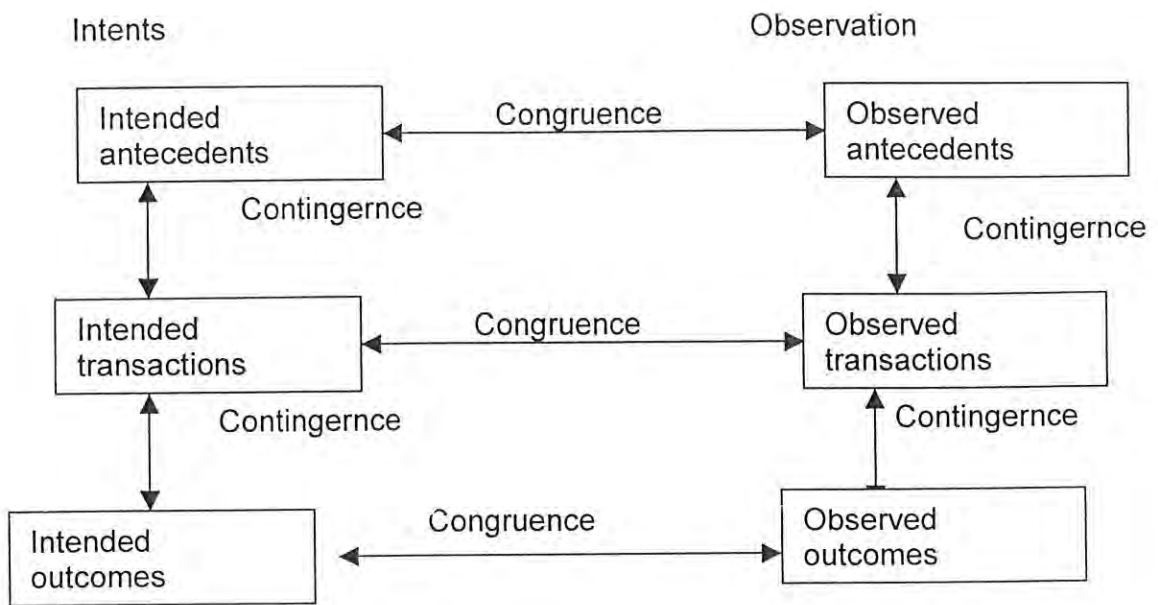 Intents
Observation
Intended
antecedents
Congruence
Observed
antecedents
Contingernce
Contingernce
Intended
transactions
Congruence
Observed
transactions
Contingernce
Contingernce
Intended
outcomes
Congruence
Observed
outcomes